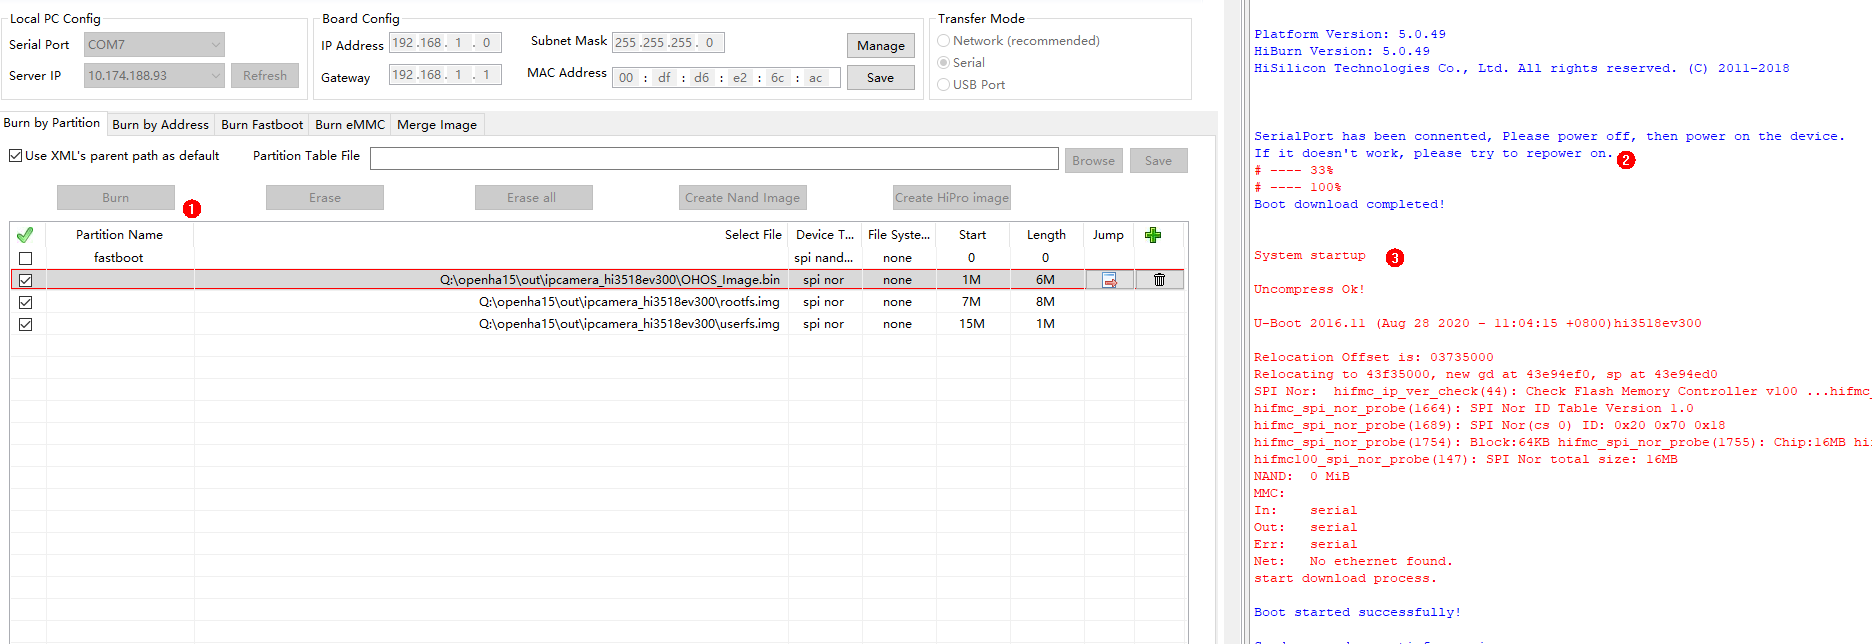 Local PC Config
Serial Port COM7
Server IP 10.174.188.93 Refresh
Board Config
IP Address 192 .168 . 1 . 0 Subnet Mask 255 .255 .255 . 0 Manage
Gateway 192 .168 . 1 . 1 MAC Address 00 : df : d6 : e2 : 6c : ac Save
Transfer Mode
Network (recommended)
Serial
USB Port
Burn by Partition Burn by Address Burn Fastboot Burn eMMC Merge Image
Use XML's parent path as default Partition Table File Browse Save
Burn 1 Erase Erase all Create Nand Image Create HiPro image
Partition Name Select File Device T... File Syste... Start Length Jump
fastboot spi nand... none 0 0
Q:\openha15\out\ipcamera_hi3518ev300\OHOS_Image.bin spi nor none 1M 6M
Q:\openha15\out\ipcamera_hi3518ev300\rootfs.img spi nor none 7M 8M
Q:\openha15\out\ipcamera_hi3518ev300\userfs.img spi nor none 15M 1M
Platform Version: 5.0.49
HiBurn Version: 5.0.49
HiSilicon Technologies Co., Ltd. All rights reserved. (C) 2011-2018
SerialPort has been connented, Please power off, then power on the device.
If it doesn't work, please try to repower on. 2
# ---- 33%
# ---- 100%
Boot download completed!
System startup 3
Uncompress Ok!
U-Boot 2016.11 (Aug 28 2020 - 11:04:15 +0800)hi3518ev300
Relocation Offset is: 03735000
Relocating to 43f35000, new gd at 43e94ef0, sp at 43e94ed0
SPI Nor: hifmc_ip_ver_check(44): Check Flash Memory Controller v100 ...hifmc_
hifmc_spi_nor_probe(1664): SPI Nor ID Table Version 1.0
hifmc_spi_nor_probe(1689): SPI Nor(cs 0) ID: 0x20 0x70 0x18
hifmc_spi_nor_probe(1754): Block:64KB hifmc_spi_nor_probe(1755): Chip:16MB hi
hifmc100_spi_nor_probe(147): SPI Nor total size: 16MB
NAND: 0 MiB
MMC:
In: serial
Out: serial
Err: serial
Net: No ethernet found.
start download process.
Boot started successfully!